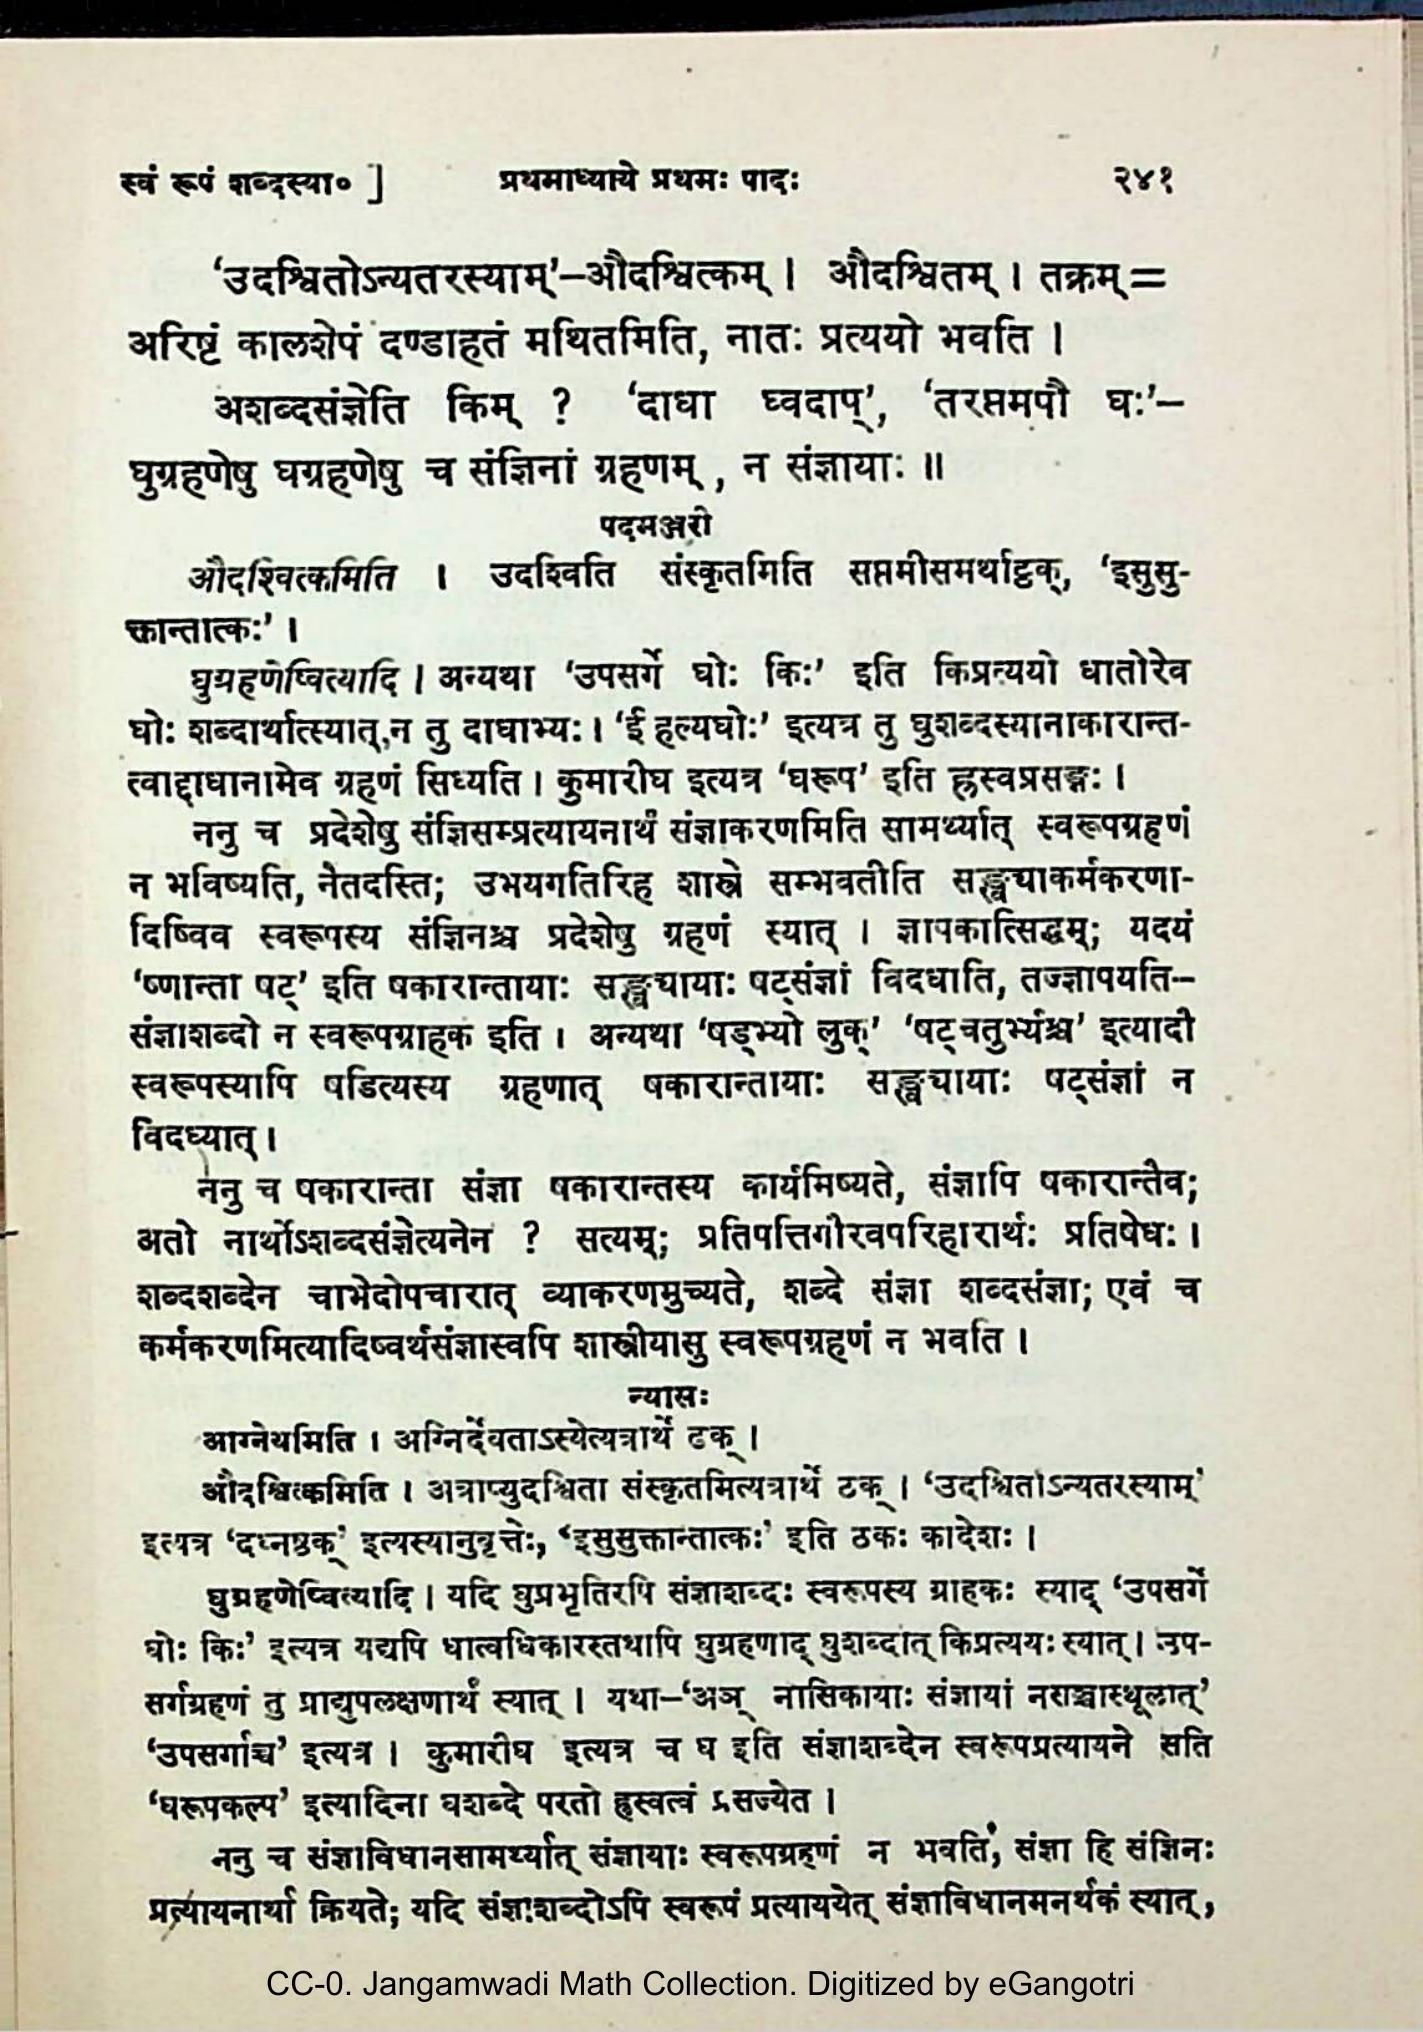 स्वं रूपं शब्दस्या० ] प्रथमाध्याये प्रथमः पादः २४१
‘उदश्वितोऽन्यतरस्याम्’–औदश्वित्कम् । औदश्वितम् । तक्रम् =
अरिष्टं कालशेपं दण्डाहतं मथितमिति, नातः प्रत्ययो भवति ।
अशब्दसंज्ञेति किम् ? ‘दाधा घ्वदाप्’, ‘तरप्तमपौ घः’–
घुग्रहणेषु घग्रहणेषु च संज्ञिनां ग्रहणम् , न संज्ञायाः ॥
पदमञ्जरी
औदश्वित्कमिति । उदश्विति संस्कृतमिति सप्तमीसमर्थाट्ठक्, ‘इसुसु-
क्तान्तात्कः’ ।
घुग्रहणेष्वित्यादि । अन्यथा ‘उपसर्गे घोः किः’ इति किप्रत्ययो धातोरेव
घोः शब्दार्थात्स्यात्,न तु दाधाभ्यः । ‘ई हल्यघोः’ इत्यत्र तु घुशब्दस्यानाकारान्त-
त्वाद्दाधानामेव ग्रहणं सिध्यति । कुमारीघ इत्यत्र ‘घरूप’ इति ह्रस्वप्रसङ्गः ।
ननु च प्रदेशेषु संज्ञिसम्प्रत्यायनार्थं संज्ञाकरणमिति सामर्थ्यात् स्वरूपग्रहणं
न भविष्यति, नैतदस्ति; उभयगतिरिह शास्त्रे सम्भवतीति सङ्ख्याकर्मकरणा-
दिष्विव स्वरूपस्य संज्ञिनश्च प्रदेशेषु ग्रहणं स्यात् । ज्ञापकात्सिद्धम्; यदयं
‘ष्णान्ता षट्’ इति षकारान्तायाः सङ्ख्यायाः षट्संज्ञां विदधाति, तज्ज्ञापयति–
संज्ञाशब्दो न स्वरूपग्राहक इति । अन्यथा ‘षड्भ्यो लुक्’ ‘षट्चतुर्भ्यश्च’ इत्यादौ
स्वरूपस्यापि षडित्यस्य ग्रहणात् षकारान्तायाः सङ्ख्यायाः षट्संज्ञां न
विदध्यात् ।
ननु च षकारान्ता संज्ञा षकारान्तस्य कार्यमिष्यते, संज्ञापि षकारान्तैव;
अतो नार्थोऽशब्दसंज्ञेत्यनेन ? सत्यम्; प्रतिपत्तिगौरवपरिहारार्थः प्रतिषेधः ।
शब्दशब्देन चाभेदोपचारात् व्याकरणमुच्यते, शब्दे संज्ञा शब्दसंज्ञा; एवं च
कर्मकरणमित्यादिष्वर्थसंज्ञास्वपि शास्त्रीयासु स्वरूपग्रहणं न भवति ।
न्यासः
आग्नेयमिति । अग्निर्देवताऽस्येत्यत्रार्थे ढक् ।
औदश्वित्कमिति । अत्राप्युदश्विता संस्कृतमित्यत्रार्थे ठक् । ‘उदश्वितोऽन्यतरस्याम्’
इत्यत्र ‘दध्नष्ठक्’ इत्यस्यानुवृत्तेः, ‘इसुसुक्तान्तात्कः’ इति ठकः कादेशः ।
घुग्रहणेष्वित्यादि । यदि घुप्रभृतिरपि संज्ञाशब्दः स्वरूपस्य ग्राहकः स्याद् ‘उपसर्गे
घोः किः’ इत्यत्र यद्यपि धात्वधिकारस्तथापि घुग्रहणाद् घुशब्दात् किप्रत्ययः स्यात् । उप-
सर्गग्रहणं तु प्राद्युपलक्षणार्थं स्यात् । यथा–‘अञ् नासिकायाः संज्ञायां नसञ्चास्थूलात्’
‘उपसर्गाच्च’ इत्यत्र । कुमारीघ इत्यत्र च घ इति संज्ञाशब्देन स्वरूपप्रत्यायने सति
‘घरूपकल्प’ इत्यादिना घशब्दे परतो ह्रस्वत्वं ऽसज्येत ।
ननु च संज्ञाविधानसामर्थ्यात् संज्ञायाः स्वरूपग्रहणं न भवति, संज्ञा हि संज्ञिनः
प्रत्यायनार्था क्रियते; यदि संज्ञाशब्दोऽपि स्वरूपं प्रत्याययेत् संज्ञाविधानमनर्थकं स्यात्,
CC-0. Jangamwadi Math Collection. Digitized by eGangotri